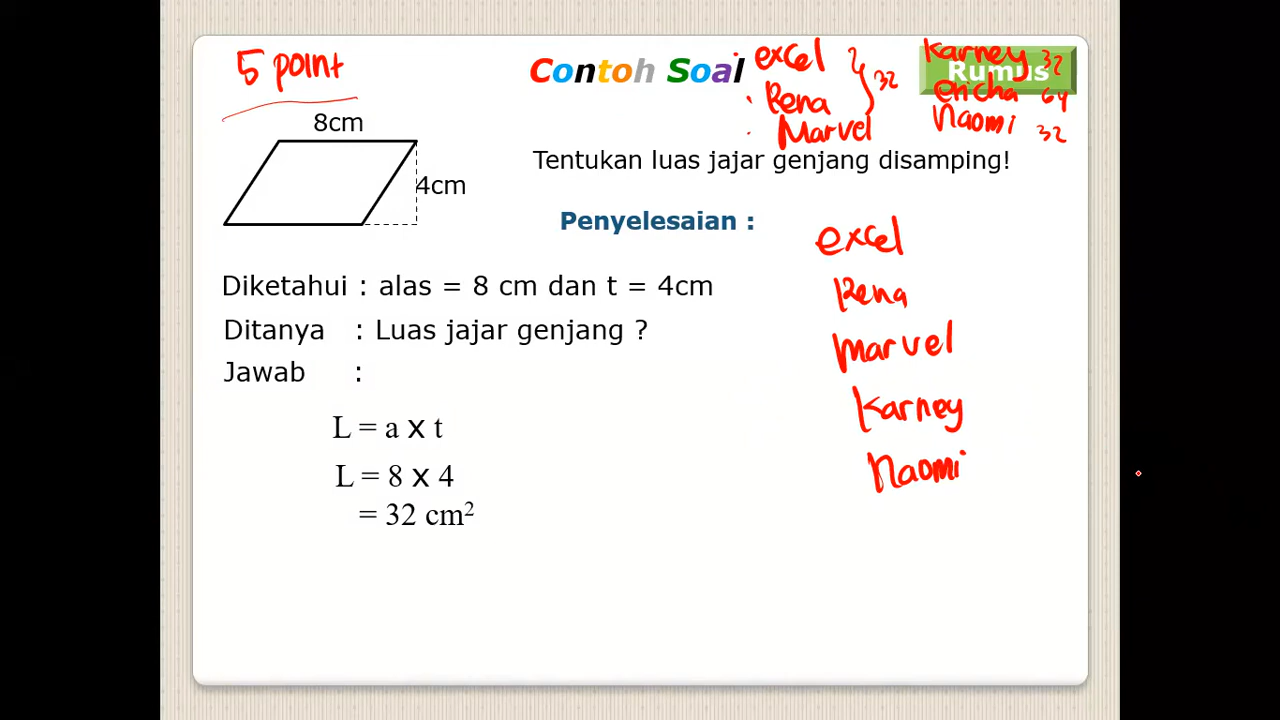 5 point
Contoh Soal
excel
Rena
Marvel
32
Karney 32
encha 64
Naomi 32
Rumus
8cm
4cm
Tentukan luas jajar genjang disamping!
Penyelesaian :
excel
Rena
Marvel
Karney
Naomi
Diketahui : alas = 8 cm dan t = 4cm
Ditanya : Luas jajar genjang ?
Jawab :
L = a x t
L = 8 x 4
= 32 cm²